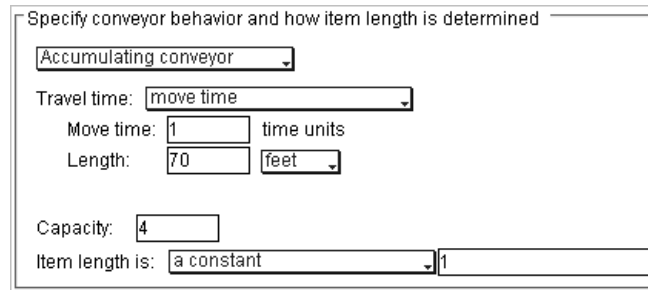 Specify conveyor behavior and how item length is determined
Accumulating conveyor
Travel time: move time
Move time: 1 time units
Length: 70 feet
Capacity: 4
Item length is: a constant 1